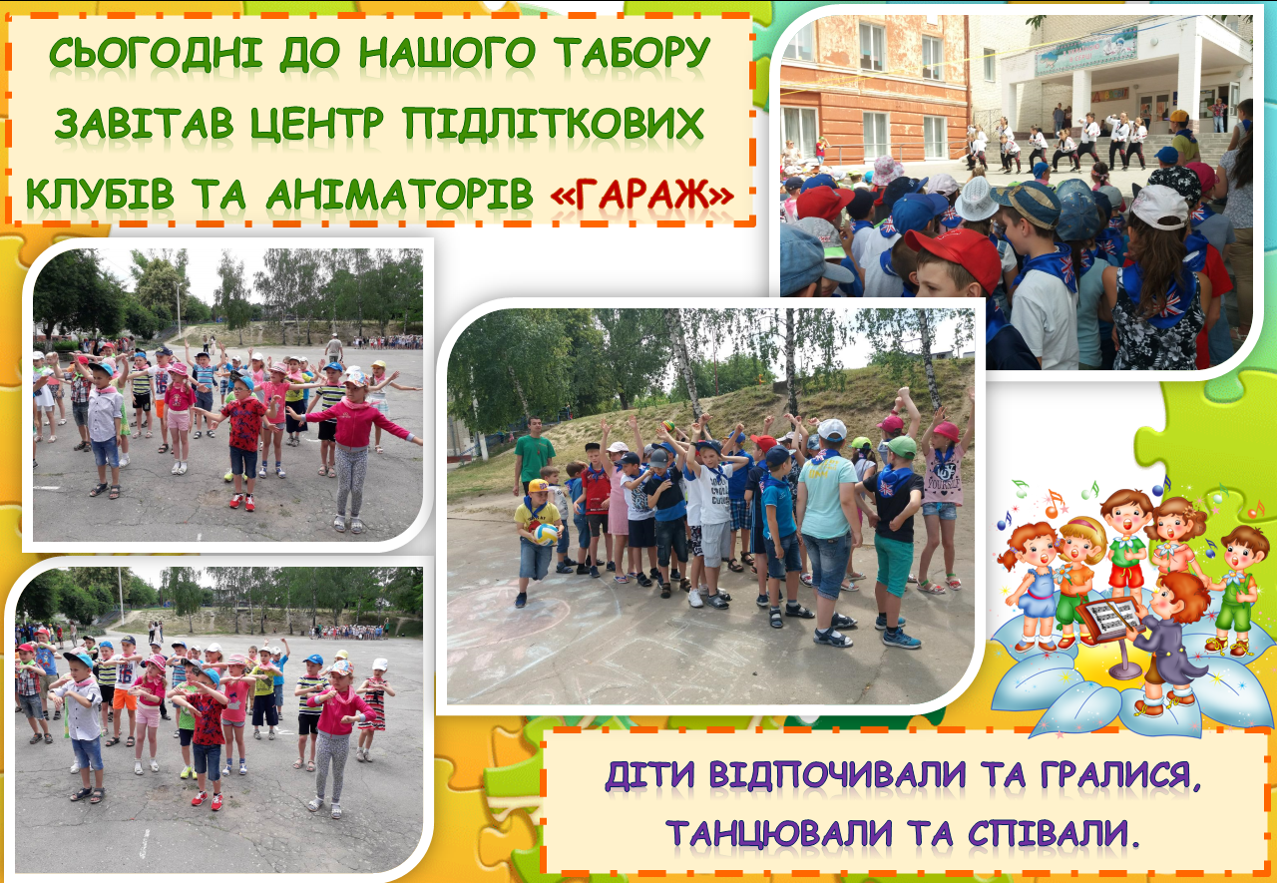 СЬОГОДНІ ДО НАШОГО ТАБОРУ
ЗАВІТАВ ЦЕНТР ПІДЛІТКОВИХ
КЛУБІВ ТА АНІМАТОРІВ «ГАРАЖ»
ДІТИ ВІДПОЧИВАЛИ ТА ГРАЛИСЯ,
ТАНЦЮВАЛИ ТА СПІВАЛИ.